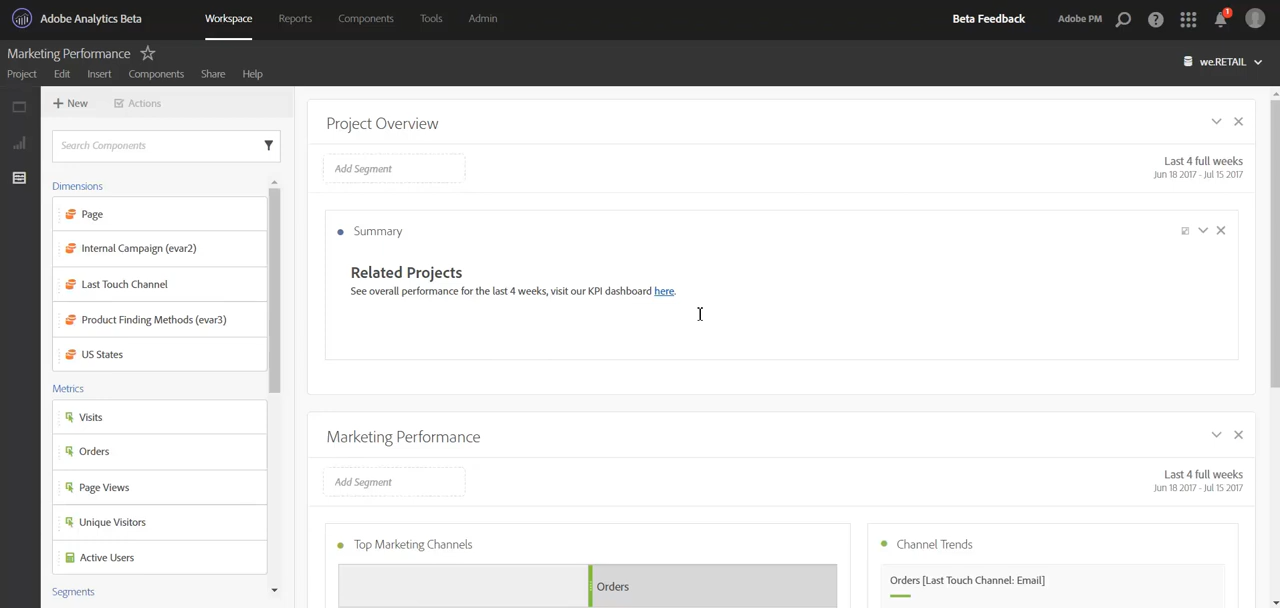 Adobe Analytics Beta
Workspace
Reports
Components
Tools
Admin
Beta Feedback
Adobe PM
?
1
Marketing Performance
Project
Edit
Insert
Components
Share
Help
we.RETAIL
+ New
Actions
Search Components
Dimensions
Page
Internal Campaign (evar2)
Last Touch Channel
Product Finding Methods (evar3)
US States
Metrics
Visits
Orders
Page Views
Unique Visitors
Active Users
Segments
Project Overview
Add Segment
Last 4 full weeks
Jun 18 2017 - Jul 15 2017
Summary
Related Projects
See overall performance for the last 4 weeks, visit our KPI dashboard here.
Marketing Performance
Add Segment
Last 4 full weeks
Jun 18 2017 - Jul 15 2017
Top Marketing Channels
Orders
Channel Trends
Orders [Last Touch Channel: Email]